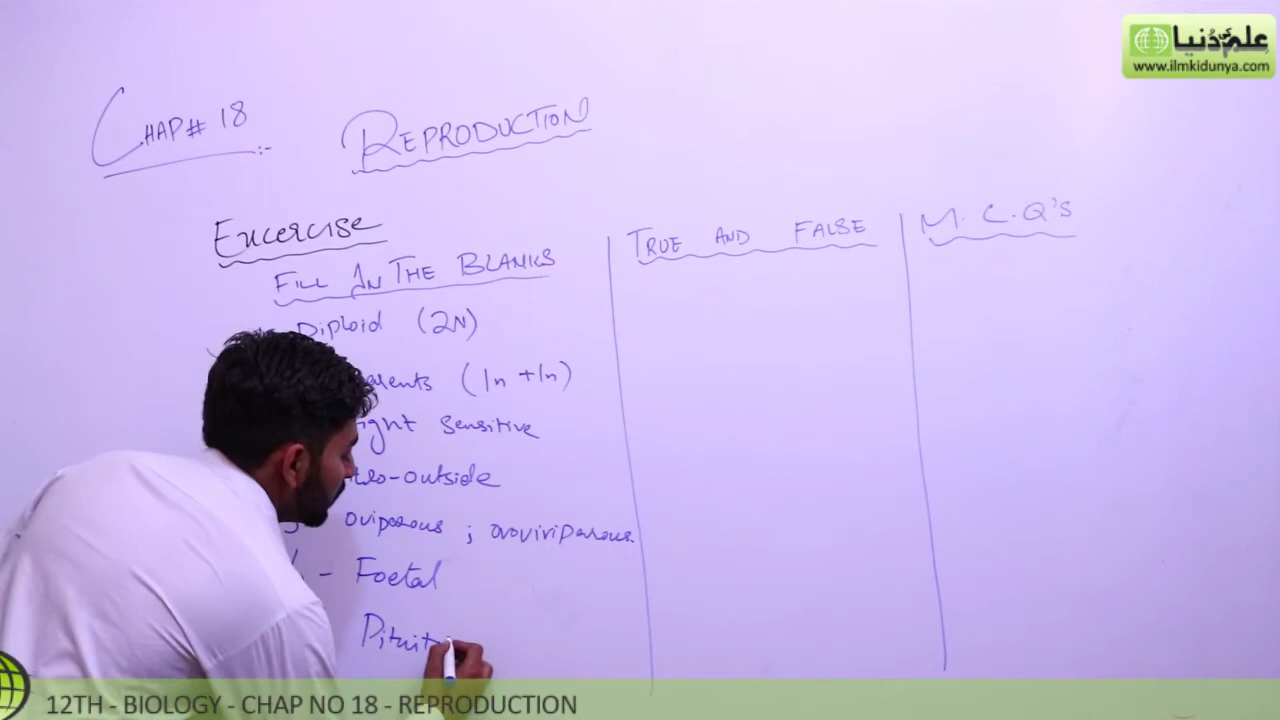 علم کی دنیا
www.ilmkidunya.com
CHAP# 18 :-
REPRODUCTION
Excercise
FILL IN THE BLANKS
Diploid (2N)
(1n + 1n)
Sensitive
outside
oviparous ; ovoviviparous.
- Foetal
TRUE AND FALSE
M. C. Q'S
12TH - BIOLOGY - CHAP NO 18 - REPRODUCTION